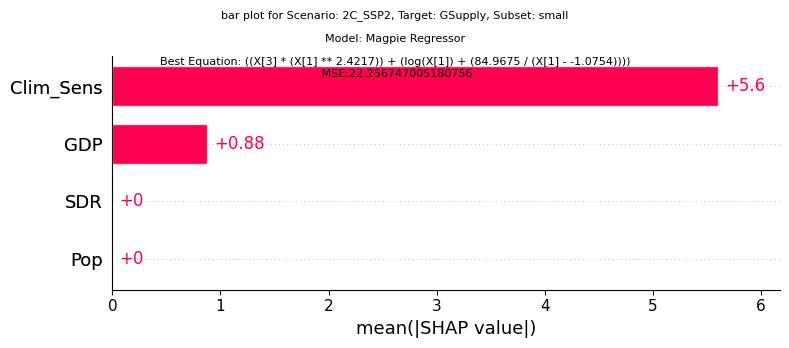 bar plot for Scenario: 2C_SSP2, Target: GSupply, Subset: small
Model: Magpie Regressor
Best Equation: ((X[3] * (X[1] ** 2.4217)) + (log(X[1]) + (84.9675 / (X[1] - -1.0754))))
MSE:22.256747005180756
Clim_Sens +5.6
GDP +0.88
SDR +0
Pop +0
0 1 2 3 4 5 6
mean(|SHAP value|)